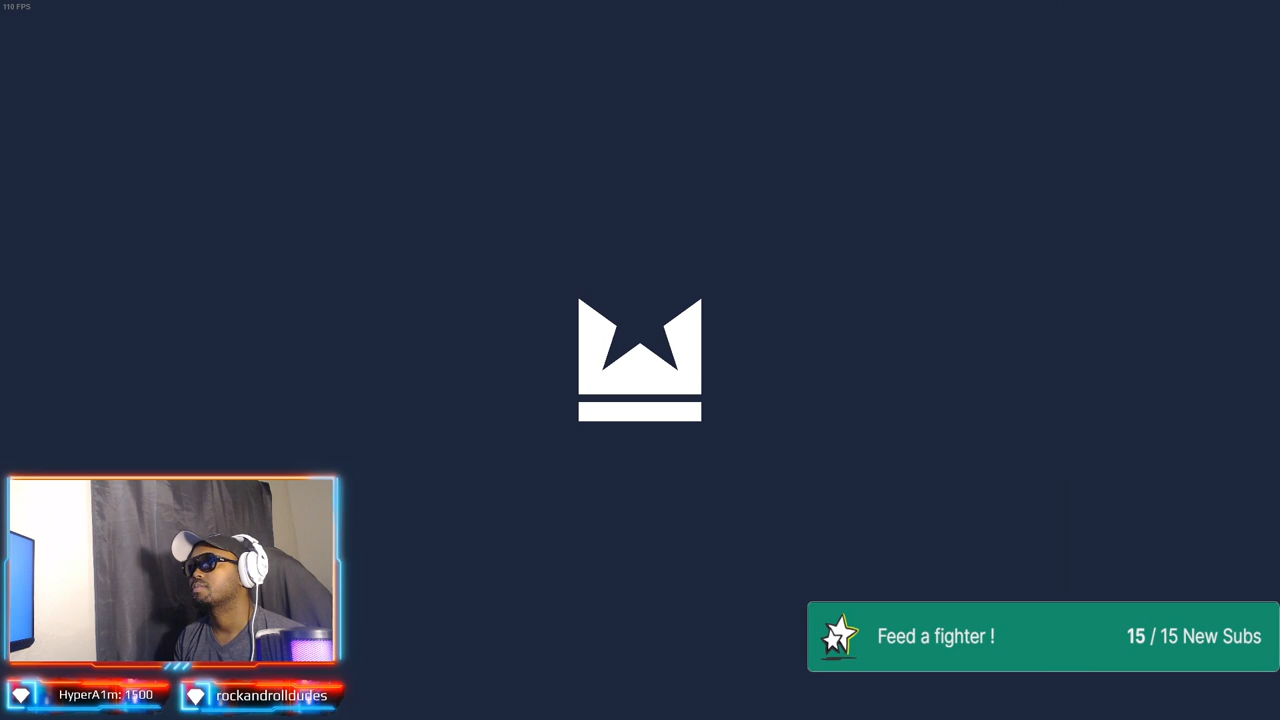 110 FPS
Feed a fighter !
15 / 15 New Subs
HyperA1m: 1500
rockandrolldudes